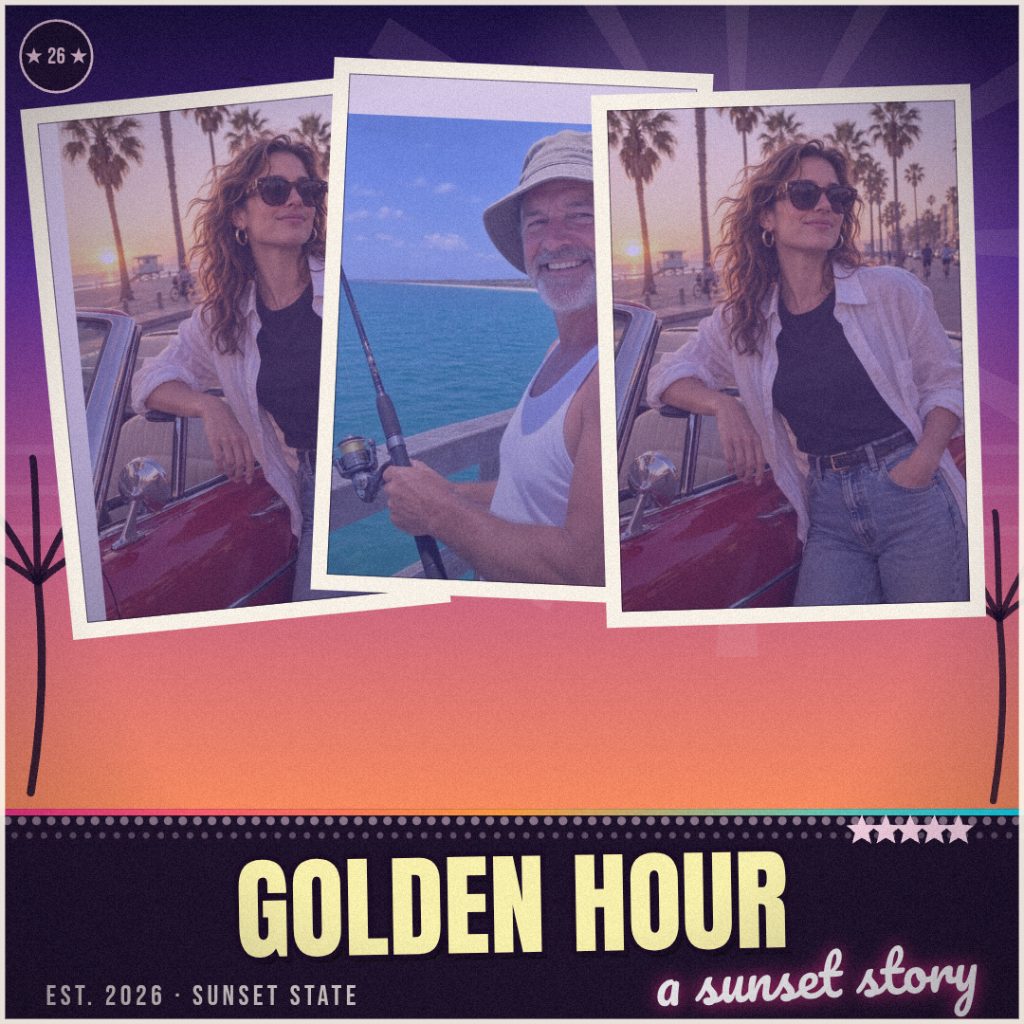 ★ 26 ★
GOLDEN HOUR
a sunset story
EST. 2026 · SUNSET STATE